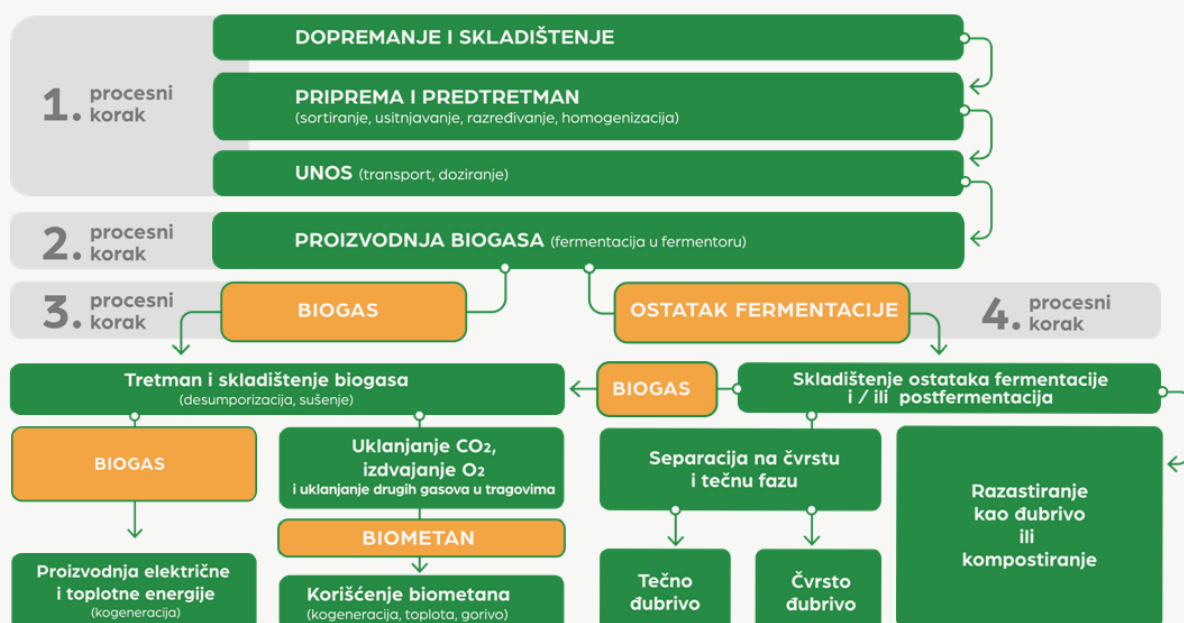 1. procesni
korak
DOPREMANJE I SKLADIŠTENJE
PRIPREMA I PREDTRETMAN
(sortiranje, usitnjavanje, razređivanje, homogenizacija)
UNOS (transport, doziranje)
2. procesni
korak
PROIZVODNJA BIOGASA (fermentacija u fermentoru)
3. procesni
korak
BIOGAS
OSTATAK FERMENTACIJE
4. procesni
korak
Tretman i skladištenje biogasa
(desumporizacija, sušenje)
BIOGAS
Skladištenje ostataka fermentacije
i / ili postfermentacija
BIOGAS
Uklanjanje CO₂,
izdvajanje O₂
i uklanjanje drugih gasova u tragovima
Separacija na čvrstu
i tečnu fazu
Razastiranje
kao đubrivo
ili
kompostiranje
BIOMETAN
Proizvodnja električne
i toplotne energije
(kogeneracija)
Korišćenje biometana
(kogeneracija, toplota, gorivo)
Tečno
đubrivo
Čvrsto
đubrivo